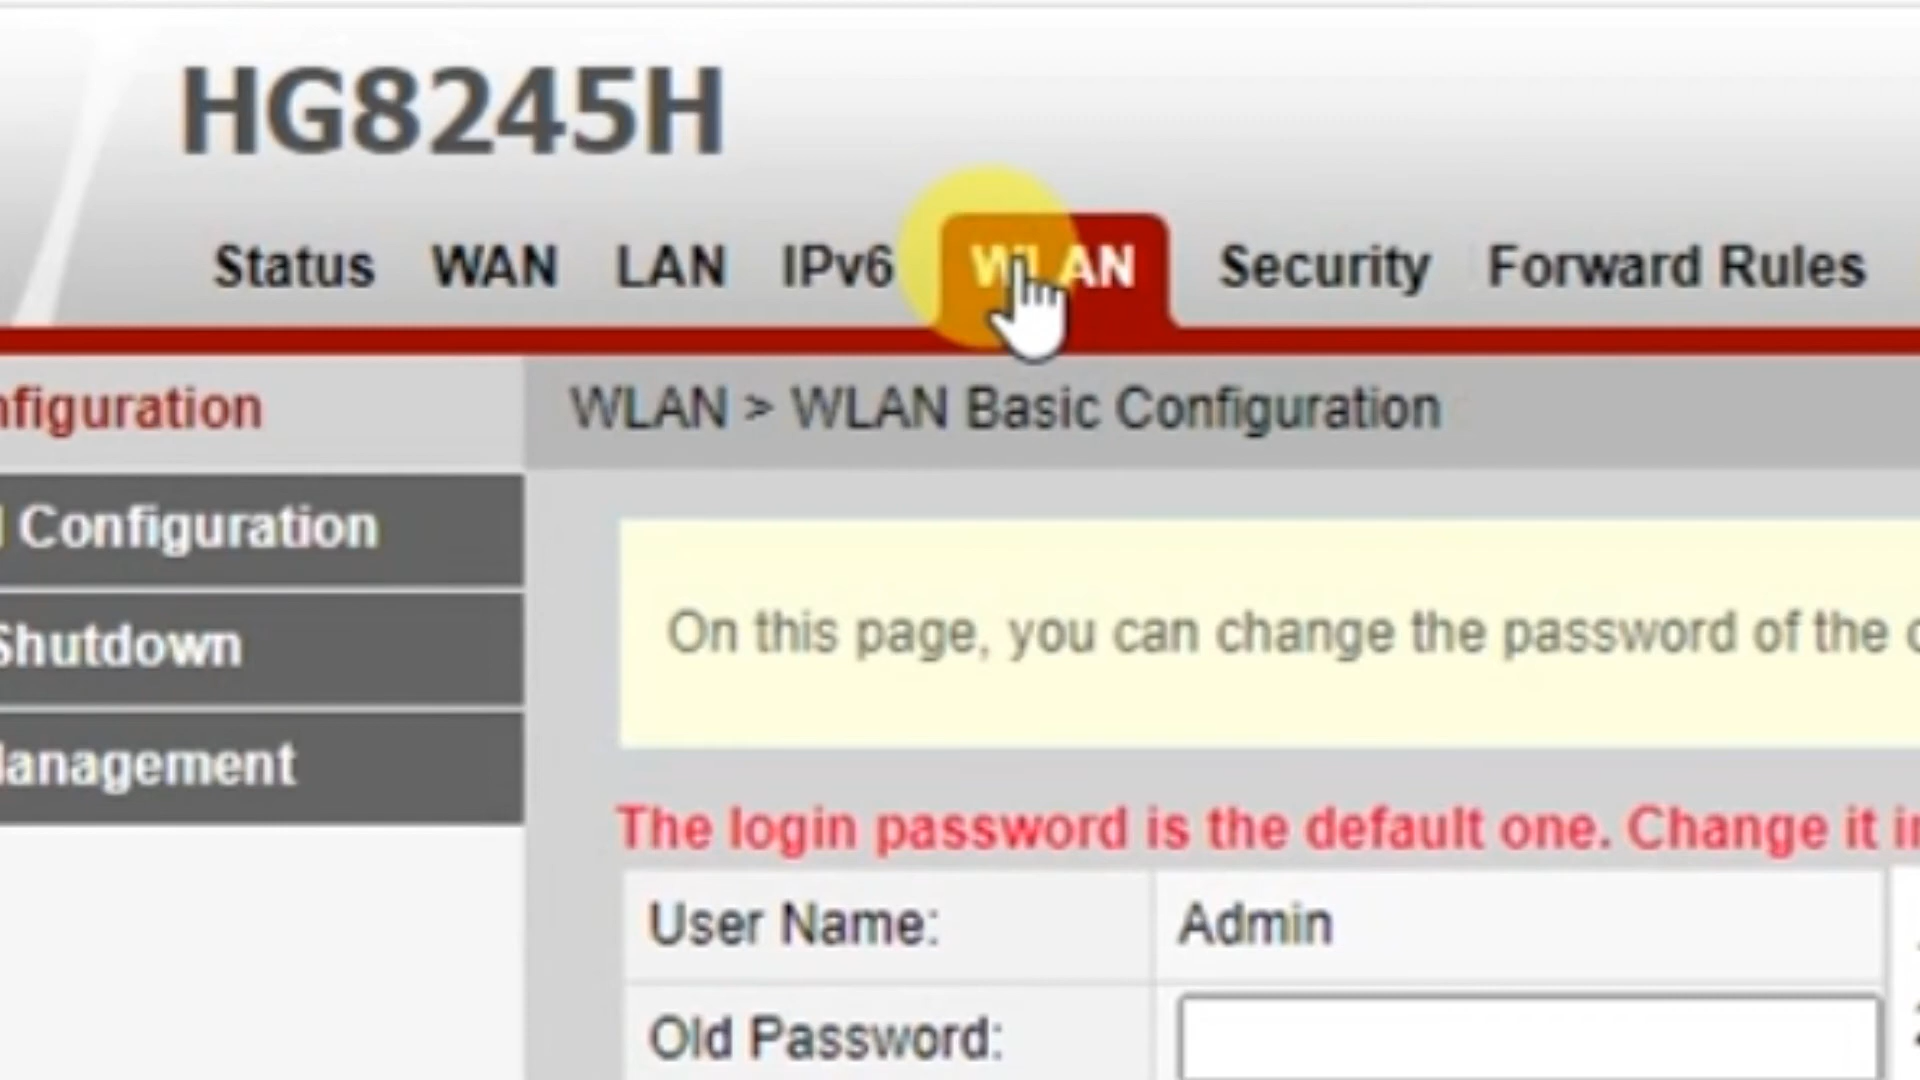 HG8245H
Status WAN LAN IPv6 WLAN Security Forward Rules
WLAN > WLAN Basic Configuration
Configuration
Shutdown
On this page, you can change the password of the
The login password is the default one. Change it
User Name: Admin
Old Password: